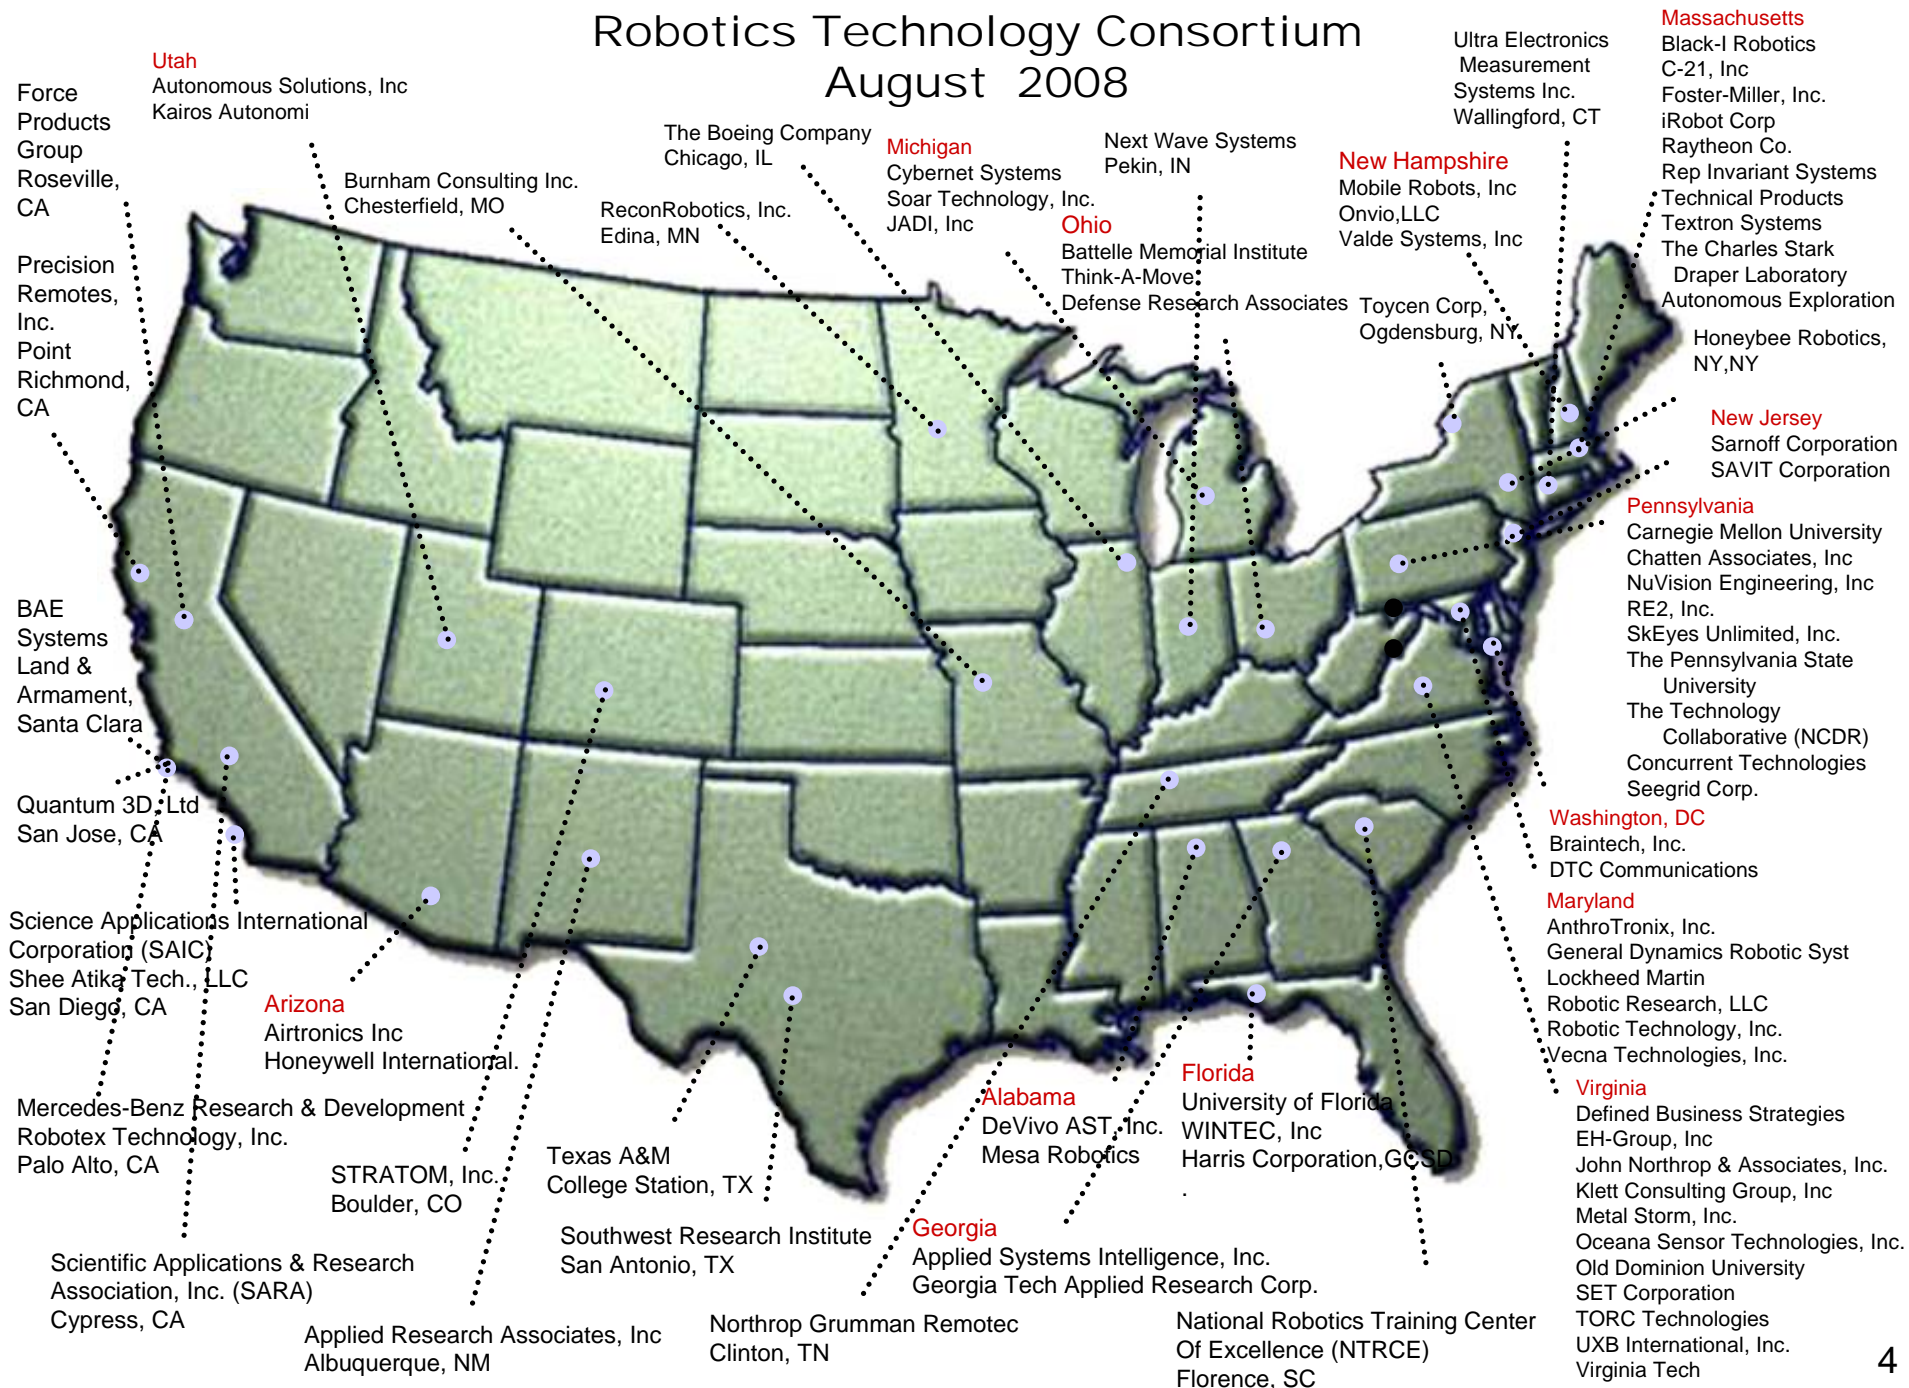 Robotics Technology Consortium
August 2008
Utah
Autonomous Solutions, Inc
Kairos Autonomi
Force
Products
Group
Roseville,
CA
Precision
Remotes,
Inc.
Point
Richmond,
CA
Burnham Consulting Inc.
Chesterfield, MO
ReconRobotics, Inc.
Edina, MN
The Boeing Company
Chicago, IL
Michigan
Cybernet Systems
Soar Technology, Inc.
JADI, Inc
Ohio
Battelle Memorial Institute
Think-A-Move
Defense Research Associates
Next Wave Systems
Pekin, IN
New Hampshire
Mobile Robots, Inc
Onvio,LLC
Valde Systems, Inc
Toycen Corp,
Ogdensburg, NY
Ultra Electronics
Measurement
Systems Inc.
Wallingford, CT
Massachusetts
Black-I Robotics
C-21, Inc
Foster-Miller, Inc.
iRobot Corp
Raytheon Co.
Rep Invariant Systems
Technical Products
Textron Systems
The Charles Stark
Draper Laboratory
Autonomous Exploration
Honeybee Robotics,
NY,NY
New Jersey
Sarnoff Corporation
SAVIT Corporation
Pennsylvania
Carnegie Mellon University
Chatten Associates, Inc
NuVision Engineering, Inc
RE2, Inc.
SkEyes Unlimited, Inc.
The Pennsylvania State
University
The Technology
Collaborative (NCDR)
Concurrent Technologies
Seegrid Corp.
Washington, DC
Braintech, Inc.
DTC Communications
Maryland
AnthroTronix, Inc.
General Dynamics Robotic Syst
Lockheed Martin
Robotic Research, LLC
Robotic Technology, Inc.
Vecna Technologies, Inc.
Virginia
Defined Business Strategies
EH-Group, Inc
John Northrop & Associates, Inc.
Klett Consulting Group, Inc
Metal Storm, Inc.
Oceana Sensor Technologies, Inc.
Old Dominion University
SET Corporation
TORC Technologies
UXB International, Inc.
Virginia Tech
BAE
Systems
Land &
Armament,
Santa Clara
Quantum 3D, Ltd
San Jose, CA
Science Applications International
Corporation (SAIC)
Shee Atika Tech., LLC
San Diego, CA
Arizona
Airtronics Inc
Honeywell International.
Mercedes-Benz Research & Development
Robotex Technology, Inc.
Palo Alto, CA
STRATOM, Inc.
Boulder, CO
Scientific Applications & Research
Association, Inc. (SARA)
Cypress, CA
Applied Research Associates, Inc
Albuquerque, NM
Texas A&M
College Station, TX
Southwest Research Institute
San Antonio, TX
Northrop Grumman Remotec
Clinton, TN
Alabama
DeVivo AST, Inc.
Mesa Robotics
Florida
University of Florida
WINTEC, Inc
Harris Corporation,GCSD
.
Georgia
Applied Systems Intelligence, Inc.
Georgia Tech Applied Research Corp.
National Robotics Training Center
Of Excellence (NTRCE)
Florence, SC
4